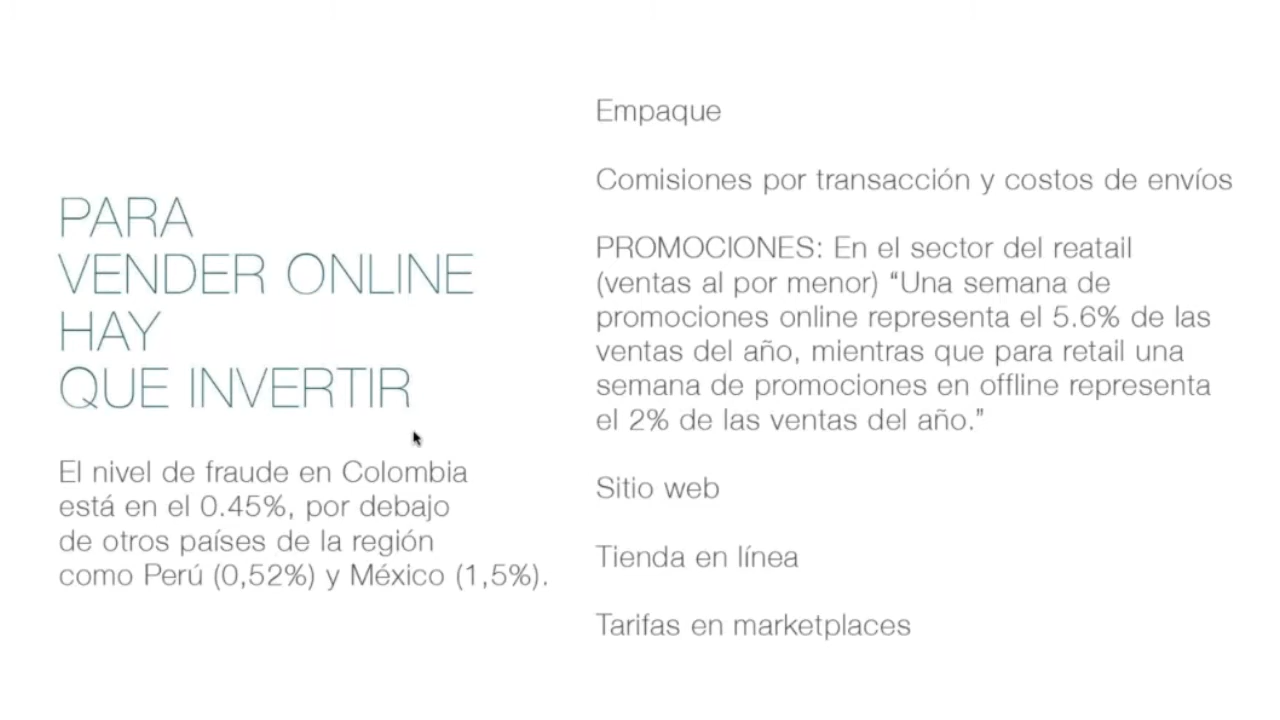 PARA
VENDER ONLINE
HAY
QUE INVERTIR
El nivel de fraude en Colombia
está en el 0.45%, por debajo
de otros países de la región
como Perú (0,52%) y México (1,5%).
Empaque
Comisiones por transacción y costos de envíos
PROMOCIONES: En el sector del reatail
(ventas al por menor) “Una semana de
promociones online representa el 5.6% de las
ventas del año, mientras que para retail una
semana de promociones en offline representa
el 2% de las ventas del año.”
Sitio web
Tienda en línea
Tarifas en marketplaces